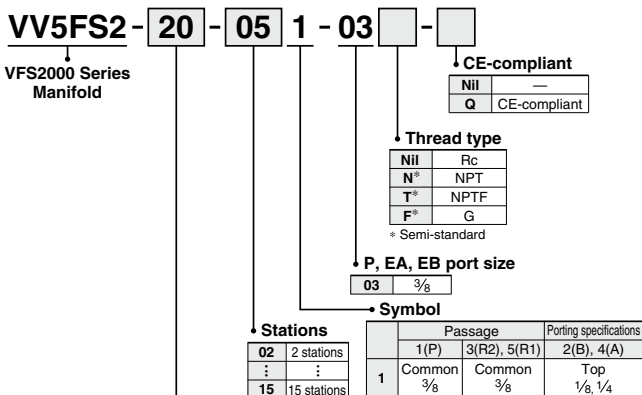 VV5FS2 - 20 - 05 1 - 03 -
VFS2000 Series
Manifold
CE-compliant
Nil —
Q CE-compliant
Thread type
Nil Rc
N* NPT
T* NPTF
F* G
* Semi-standard
P, EA, EB port size
03 3/8
Symbol
Passage Porting specifications
1(P) 3(R2), 5(R1) 2(B), 4(A)
1 Common 3/8 Common 3/8 Top 1/8, 1/4
Stations
02 2 stations
⋮ ⋮
15 15 stations